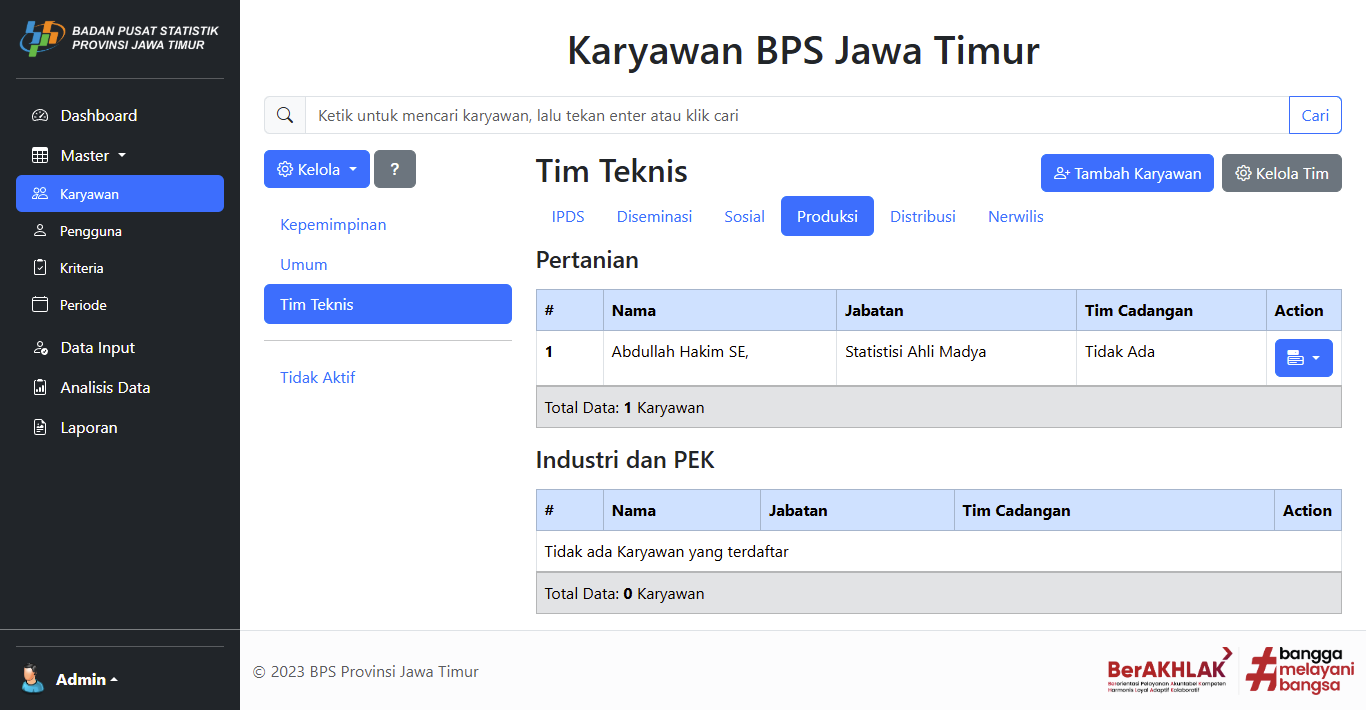 BADAN PUSAT STATISTIK
PROVINSI JAWA TIMUR
Dashboard
Master
Karyawan
Pengguna
Kriteria
Periode
Data Input
Analisis Data
Laporan
Admin
Karyawan BPS Jawa Timur
Ketik untuk mencari karyawan, lalu tekan enter atau klik cari
Cari
Kelola ?
Kepemimpinan
Umum
Tim Teknis
Tidak Aktif
Tim Teknis
Tambah Karyawan Kelola Tim
IPDS Diseminasi Sosial Produksi Distribusi Nerwilis
Pertanian
# Nama Jabatan Tim Cadangan Action
1 Abdullah Hakim SE, Statistisi Ahli Madya Tidak Ada
Total Data: 1 Karyawan
Industri dan PEK
# Nama Jabatan Tim Cadangan Action
Tidak ada Karyawan yang terdaftar
Total Data: 0 Karyawan
© 2023 BPS Provinsi Jawa Timur
BerAKHLAK
Berorientasi Pelayanan Akuntabel Kompeten
Harmonis Loyal Adaptif Kolaboratif
#bangga
melayani
bangsa